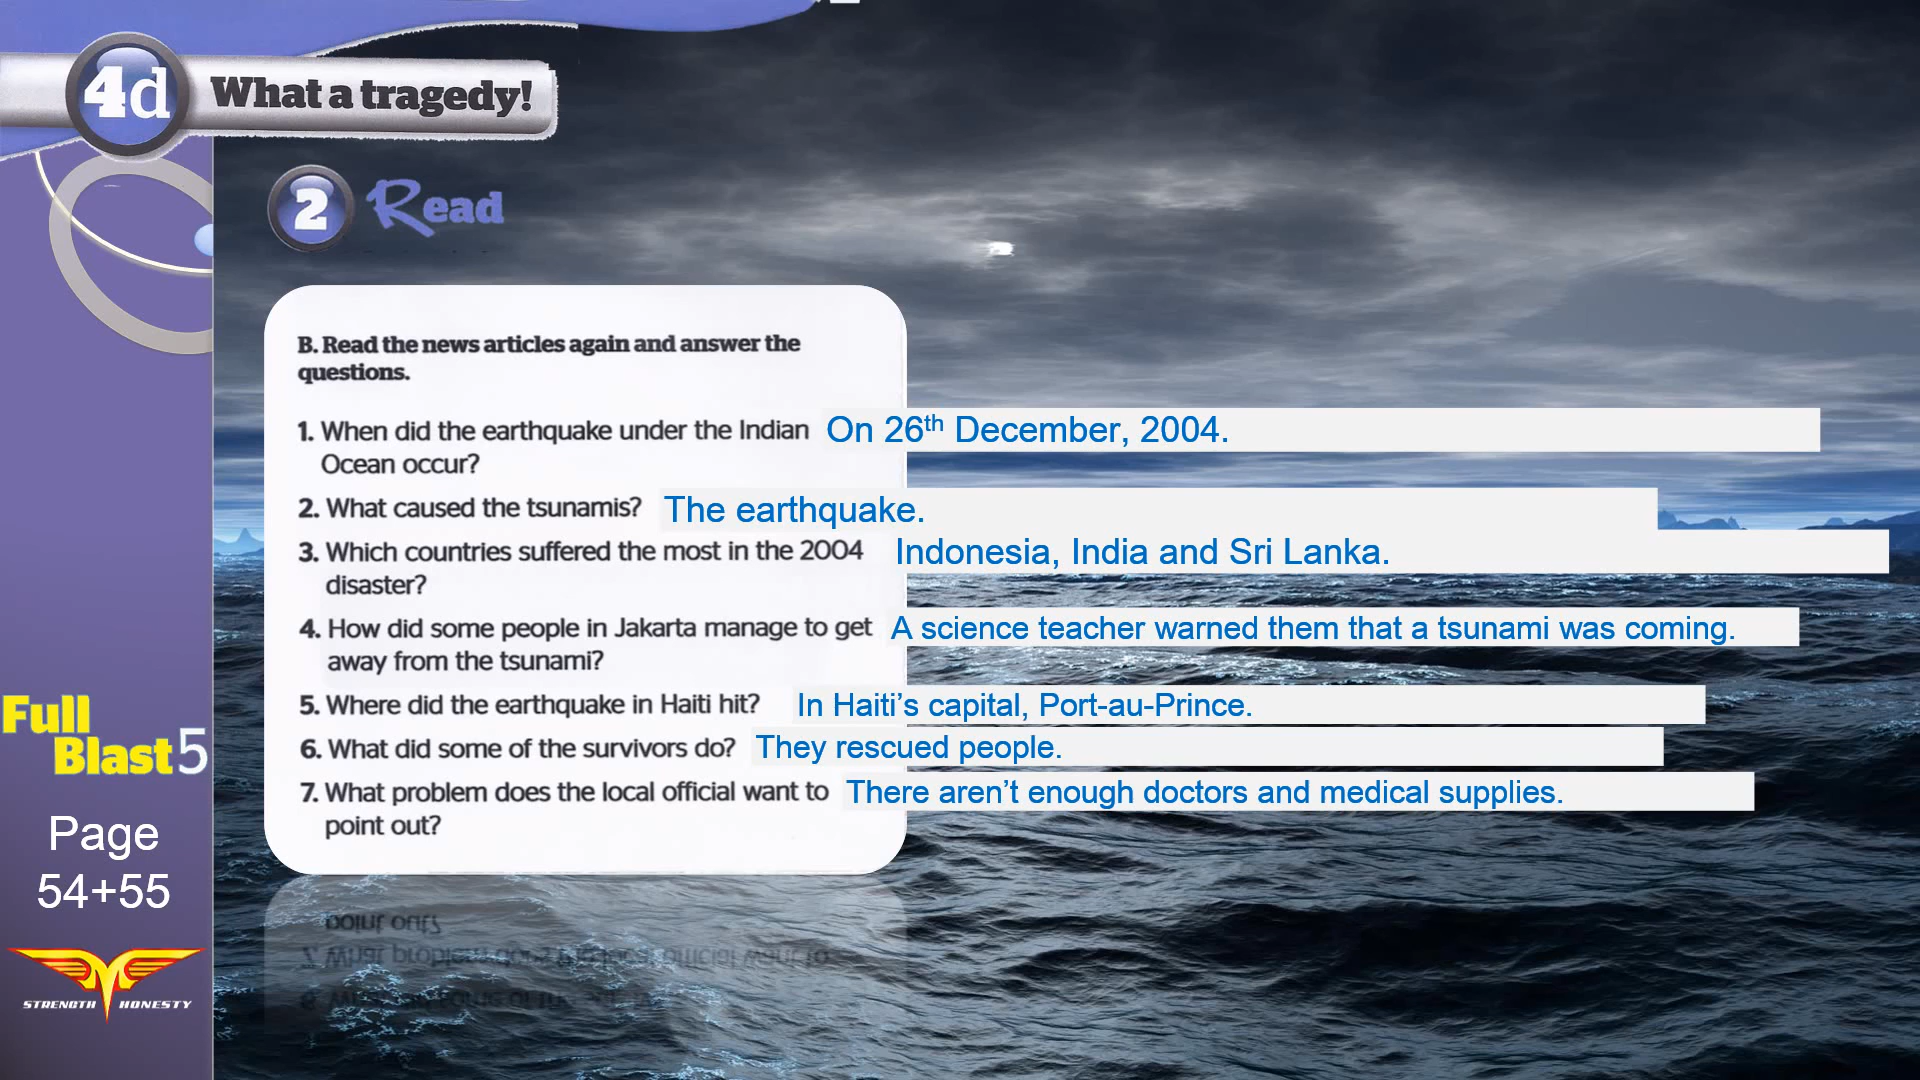 4d What a tragedy!
2 Read
B. Read the news articles again and answer the
questions.
1. When did the earthquake under the Indian On 26th December, 2004.
Ocean occur?
2. What caused the tsunamis? The earthquake.
3. Which countries suffered the most in the 2004 Indonesia, India and Sri Lanka.
disaster?
4. How did some people in Jakarta manage to get A science teacher warned them that a tsunami was coming.
away from the tsunami?
5. Where did the earthquake in Haiti hit? In Haiti’s capital, Port-au-Prince.
6. What did some of the survivors do? They rescued people.
7. What problem does the local official want to There aren’t enough doctors and medical supplies.
point out?
Full
Blast 5
Page
54+55
STRENGTH HONESTY